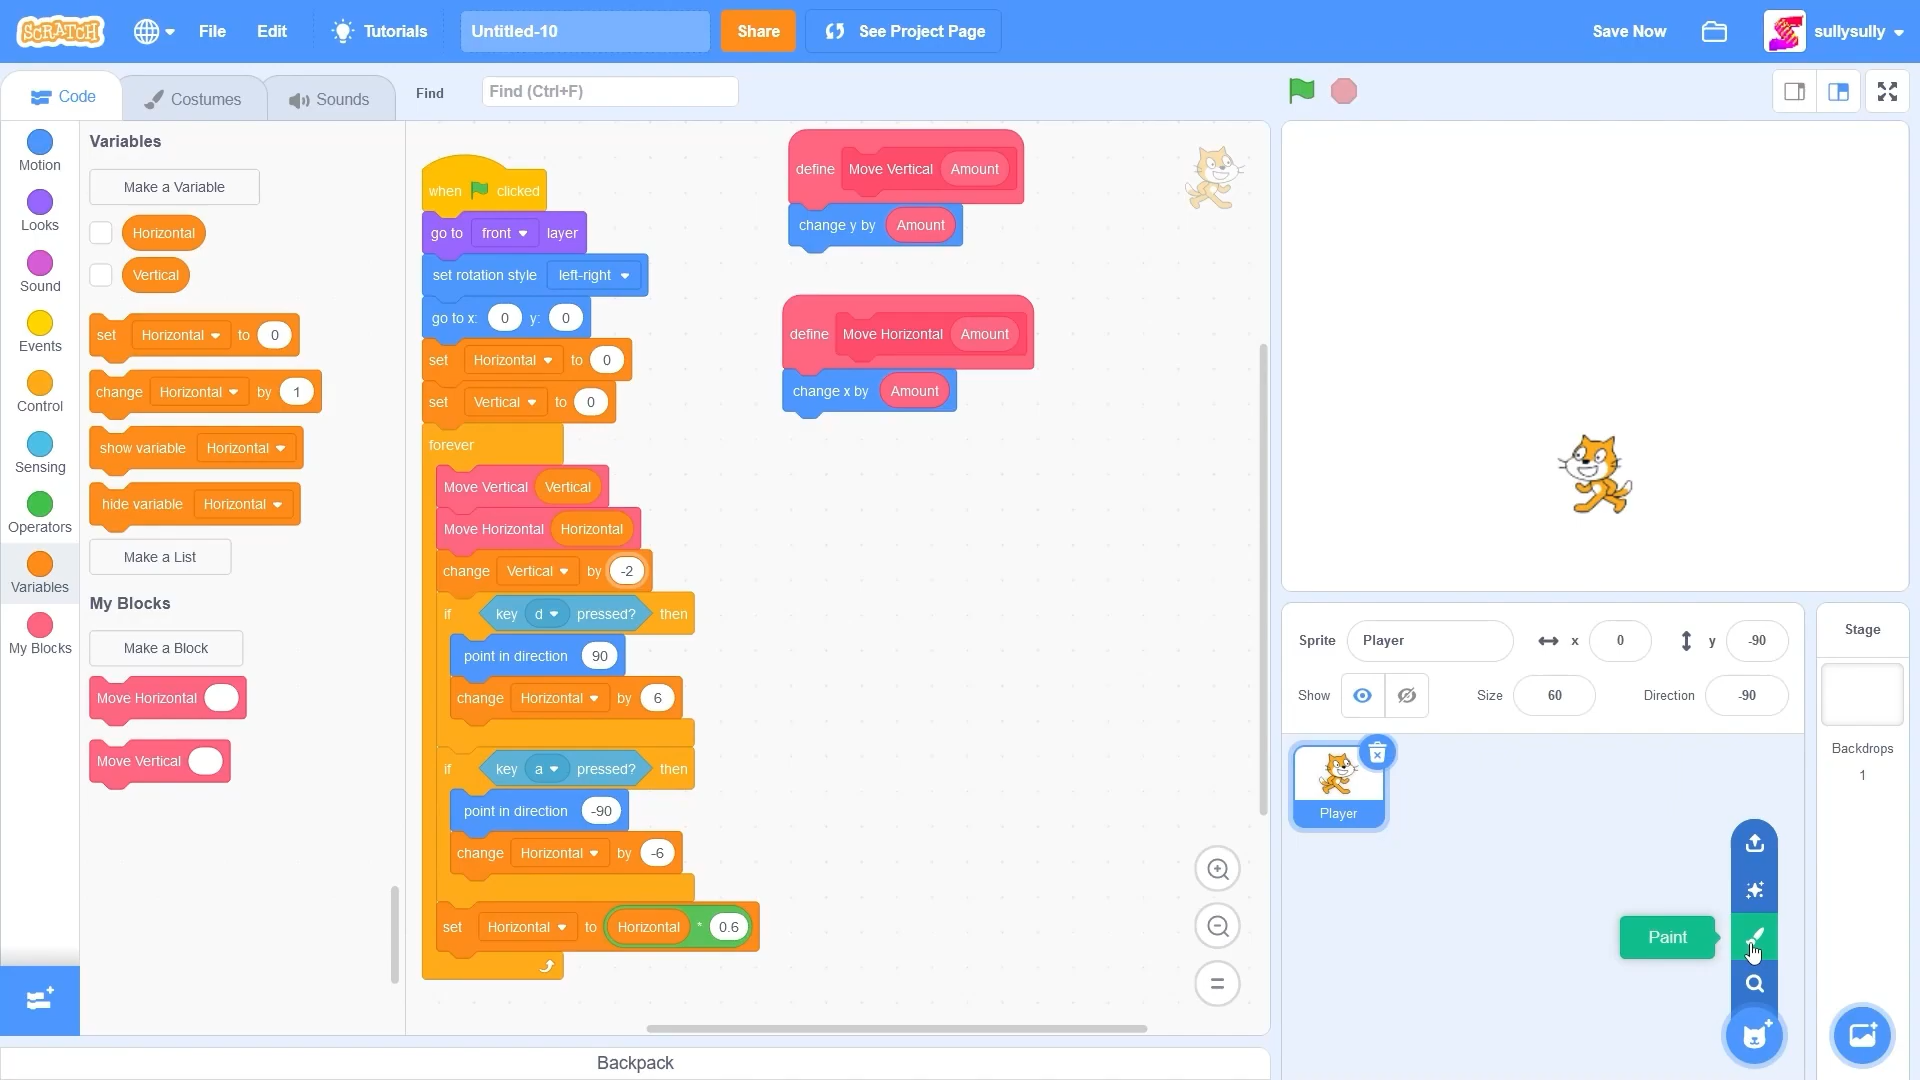 SCRATCH
File
Edit
Tutorials
Untitled-10
Share
See Project Page
Save Now
sullysully
Code
Costumes
Sounds
Find
Find (Ctrl+F)
Motion
Looks
Sound
Events
Control
Sensing
Operators
Variables
My Blocks
Variables
Make a Variable
Horizontal
Vertical
set Horizontal to 0
change Horizontal by 1
show variable Horizontal
hide variable Horizontal
Make a List
My Blocks
Make a Block
Move Horizontal
Move Vertical
when clicked
go to front layer
set rotation style left-right
go to x: 0 y: 0
set Horizontal to 0
set Vertical to 0
forever
Move Vertical Vertical
Move Horizontal Horizontal
change Vertical by -2
if key d pressed? then
point in direction 90
change Horizontal by 6
if key a pressed? then
point in direction -90
change Horizontal by -6
set Horizontal to Horizontal * 0.6
define Move Vertical Amount
change y by Amount
define Move Horizontal Amount
change x by Amount
Backpack
Sprite Player x 0 y -90
Show Size 60 Direction -90
Player
Paint
Stage
Backdrops
1